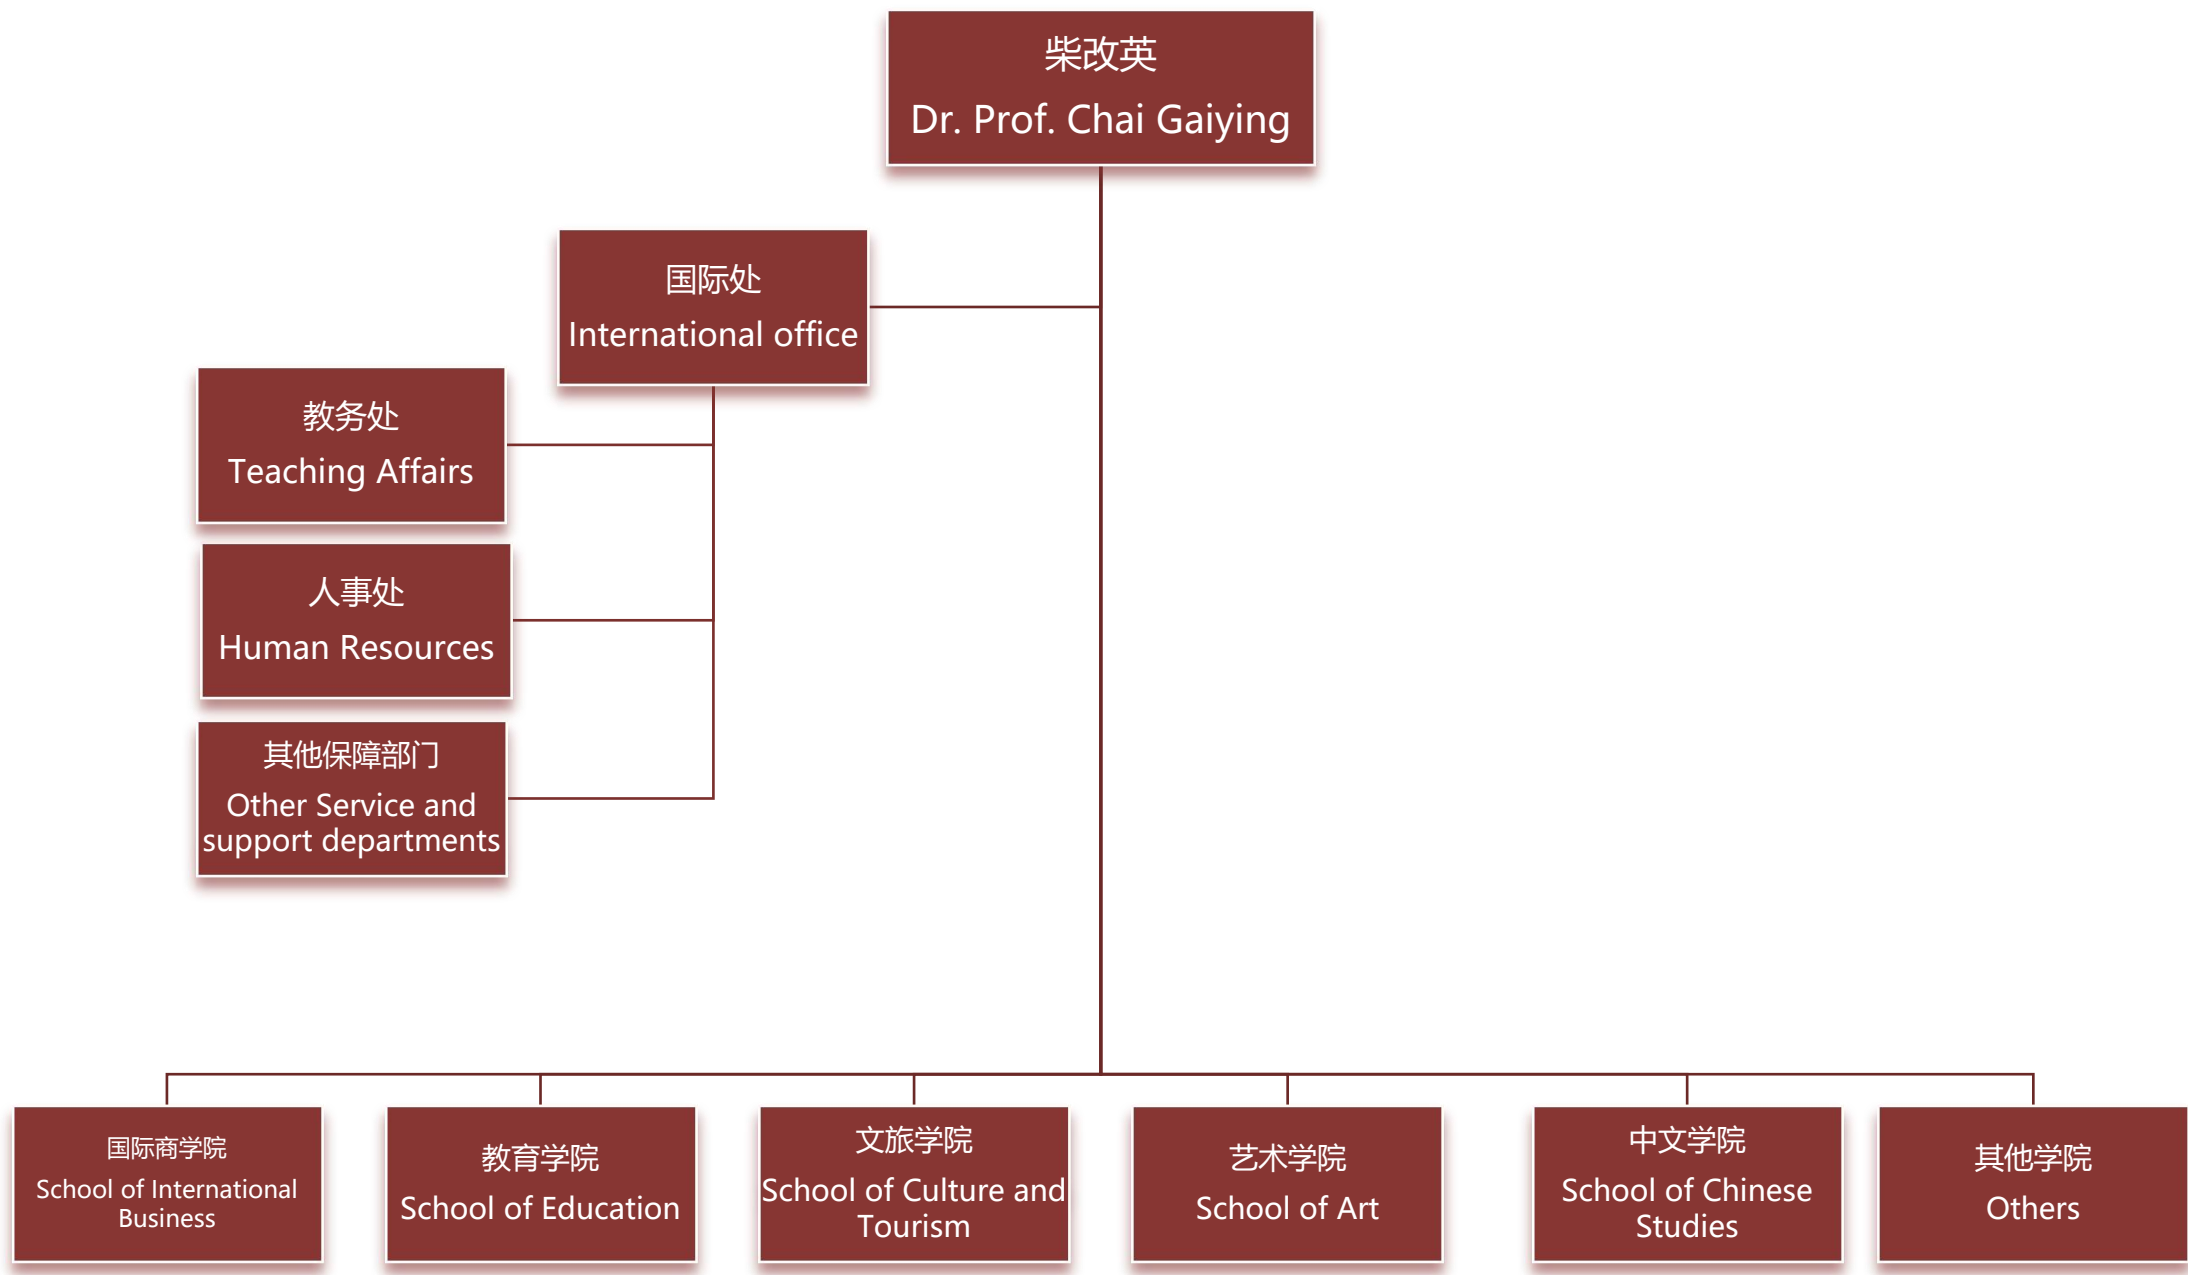 柴改英
Dr. Prof. Chai Gaiying
国际处
International office
教务处
Teaching Affairs
人事处
Human Resources
其他保障部门
Other Service and
support departments
国际商学院
School of International
Business
教育学院
School of Education
文旅学院
School of Culture and
Tourism
艺术学院
School of Art
中文学院
School of Chinese
Studies
其他学院
Others